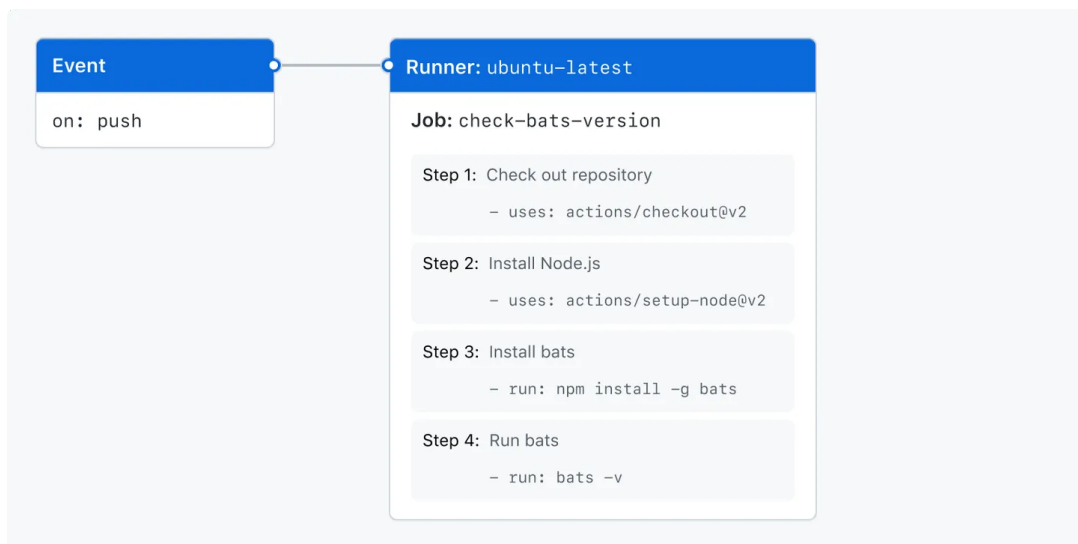 Event
on: push
Runner: ubuntu-latest
Job: check-bats-version
Step 1: Check out repository
- uses: actions/checkout@v2
Step 2: Install Node.js
- uses: actions/setup-node@v2
Step 3: Install bats
- run: npm install -g bats
Step 4: Run bats
- run: bats -v